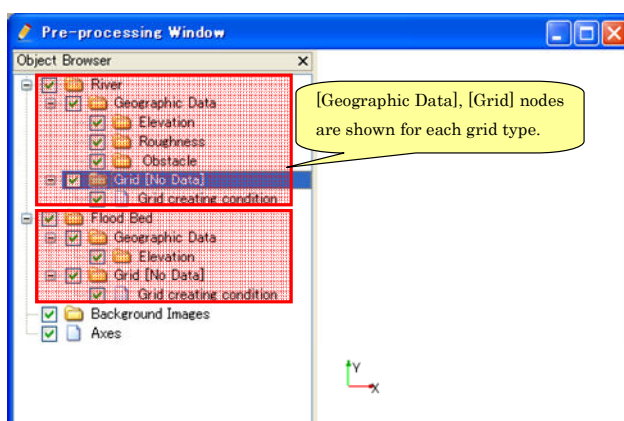 Pre-processing Window
Object Browser
River
Geographic Data
Elevation
Roughness
Obstacle
Grid [No Data]
Grid creating condition
Flood Bed
Geographic Data
Elevation
Grid [No Data]
Grid creating condition
Background Images
Axes
[Geographic Data], [Grid] nodes
are shown for each grid type.
Y
X